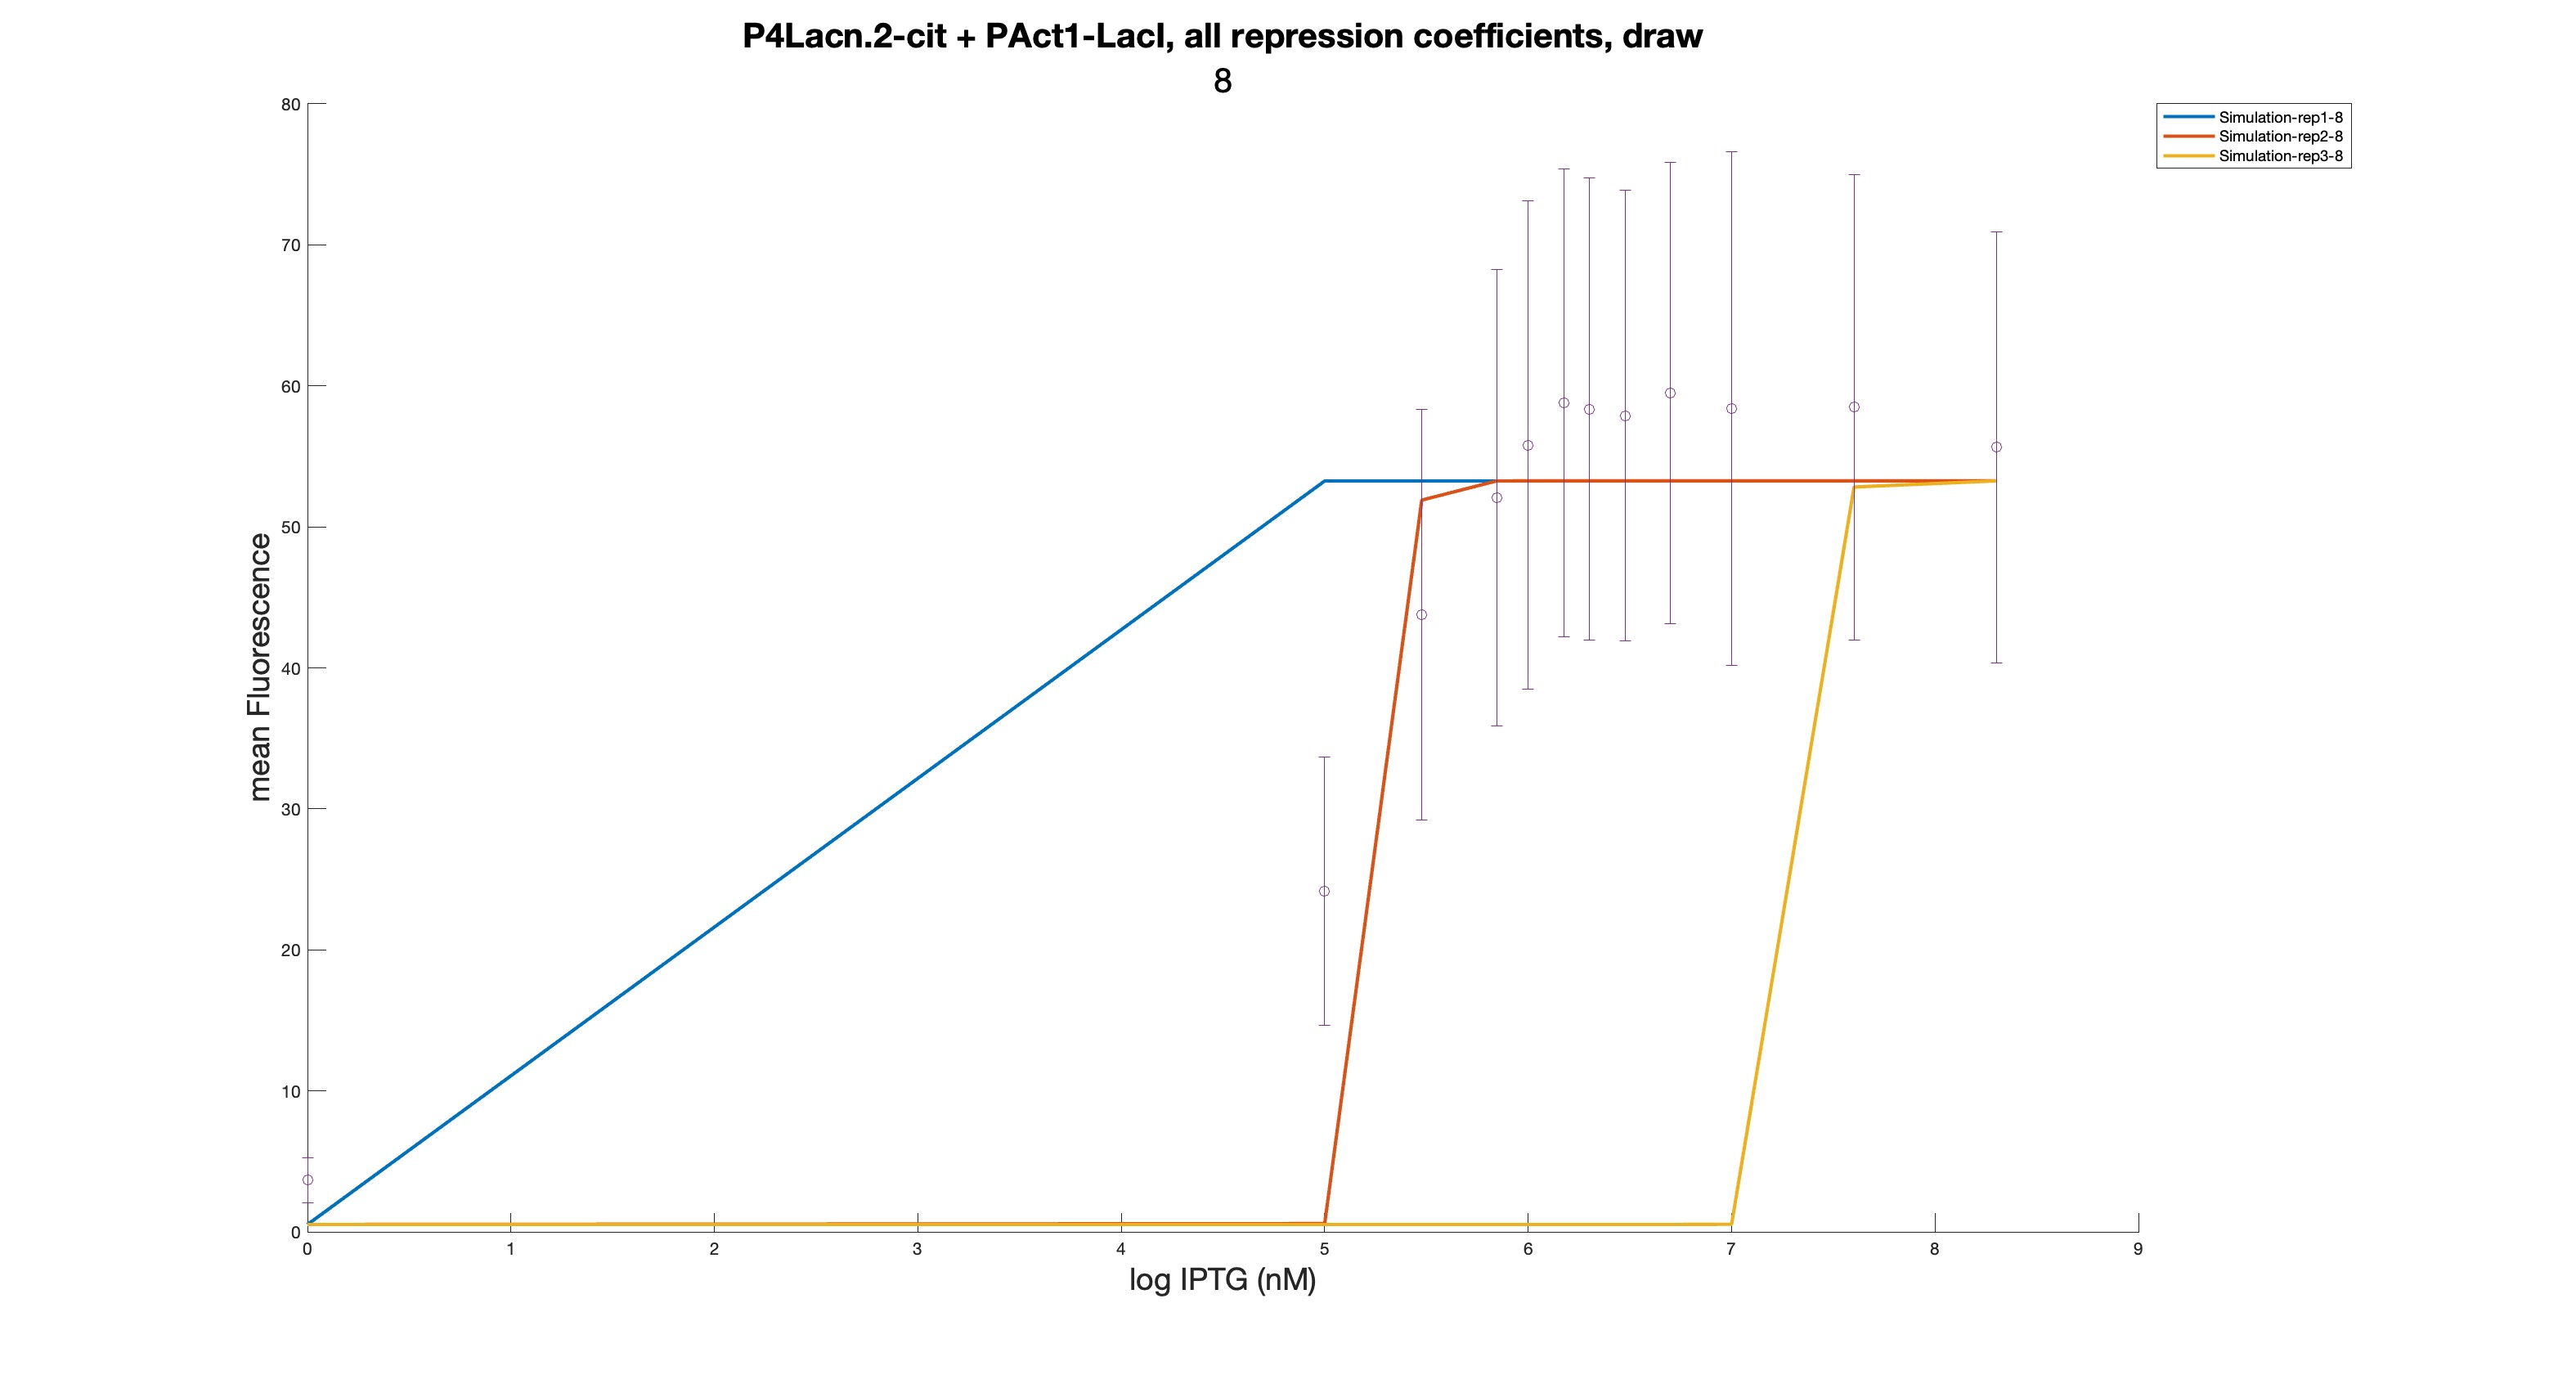 P4Lacn.2-cit + PAct1-LacI, all repression coefficients, draw
8
Simulation-rep1-8
Simulation-rep2-8
Simulation-rep3-8
mean Fluorescence
80
70
60
50
40
30
20
10
0
0 1 2 3 4 5 6 7 8 9
log IPTG (nM)